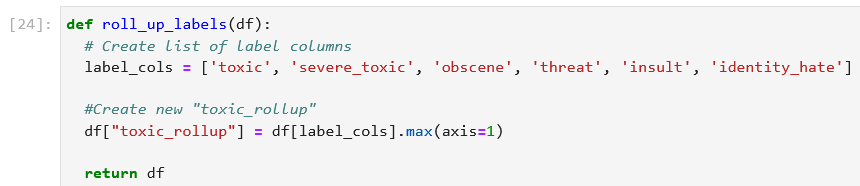 [24]: def roll_up_labels(df):
# Create list of label columns
label_cols = ['toxic', 'severe_toxic', 'obscene', 'threat', 'insult', 'identity_hate']
#Create new "toxic_rollup"
df["toxic_rollup"] = df[label_cols].max(axis=1)
return df